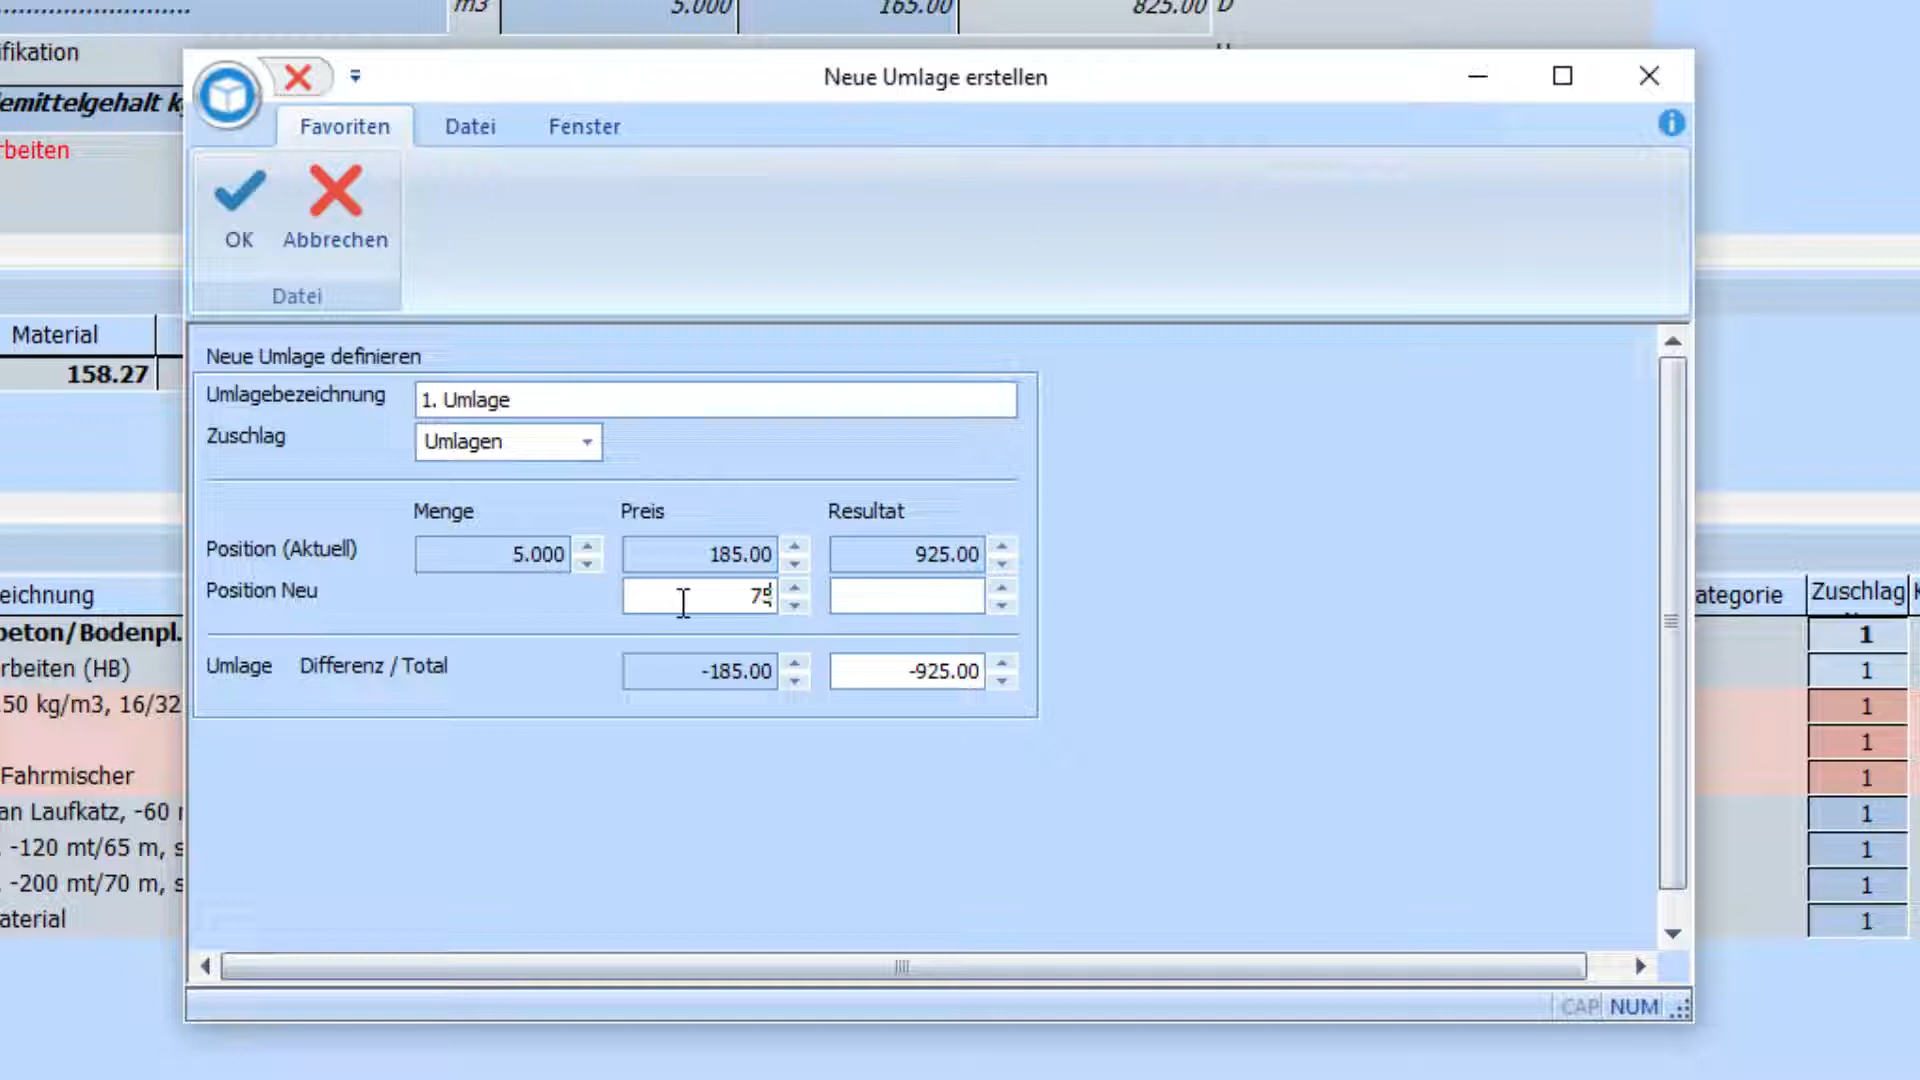 m3 5.000 165.00 825.00 D
ifikation
Neue Umlage erstellen
emittelgehalt
Favoriten Datei Fenster
rbeiten
OK Abbrechen
Datei
Material
158.27
Neue Umlage definieren
Umlagebezeichnung 1. Umlage
Zuschlag Umlagen
Menge Preis Resultat
Position (Aktuell) 5.000 185.00 925.00
Position Neu 75
Umlage Differenz / Total -185.00 -925.00
eichnung
beton/Bodenpl.
rbeiten (HB)
50 kg/m3, 16/32
Fahrmischer
an Laufkatz, -60
-120 mt/65 m, s
-200 mt/70 m, s
aterial
ategorie Zuschlag
1
1
1
1
1
1
1
1
1
CAP NUM